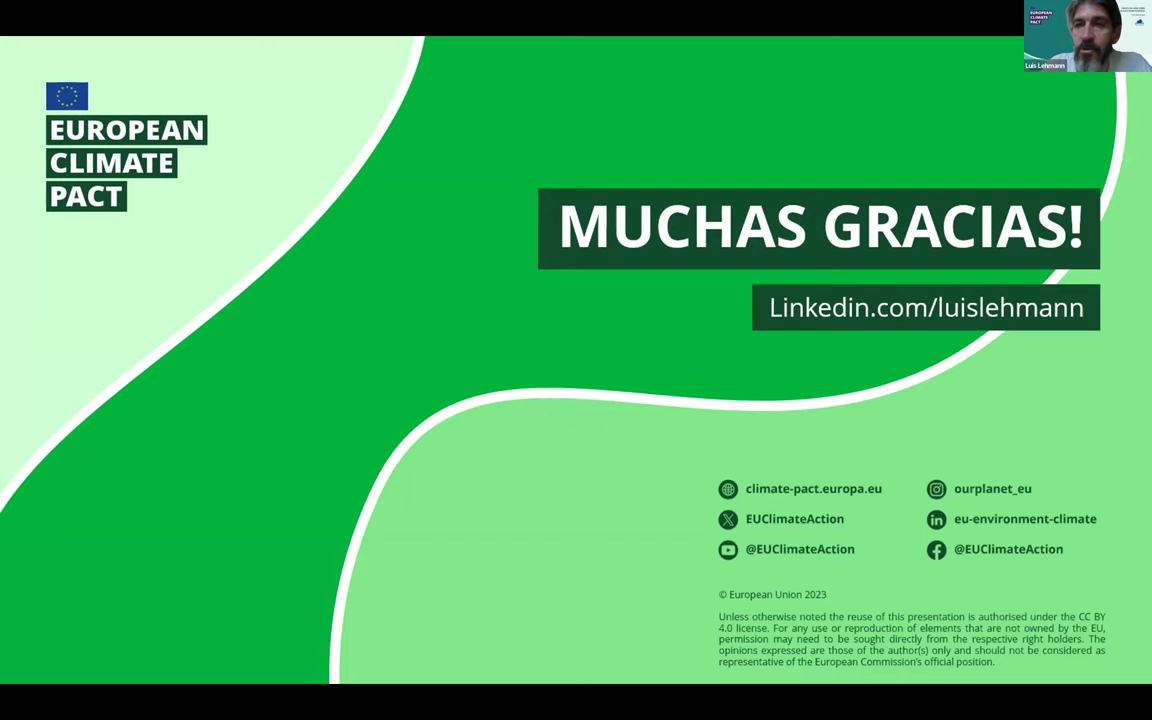 EUROPEAN
CLIMATE
PACT
MUCHAS GRACIAS!
Linkedin.com/luislehmann
climate-pact.europa.eu
ourplanet_eu
EUClimateAction
eu-environment-climate
@EUClimateAction
@EUClimateAction
© European Union 2023
Unless otherwise noted the reuse of this presentation is authorised under the CC BY
4.0 license. For any use or reproduction of elements that are not owned by the EU,
permission may need to be sought directly from the respective right holders. The
opinions expressed are those of the author(s) only and should not be considered as
representative of the European Commission's official position.
EUROPEAN
CLIMATE
PACT
Luis Lehmann